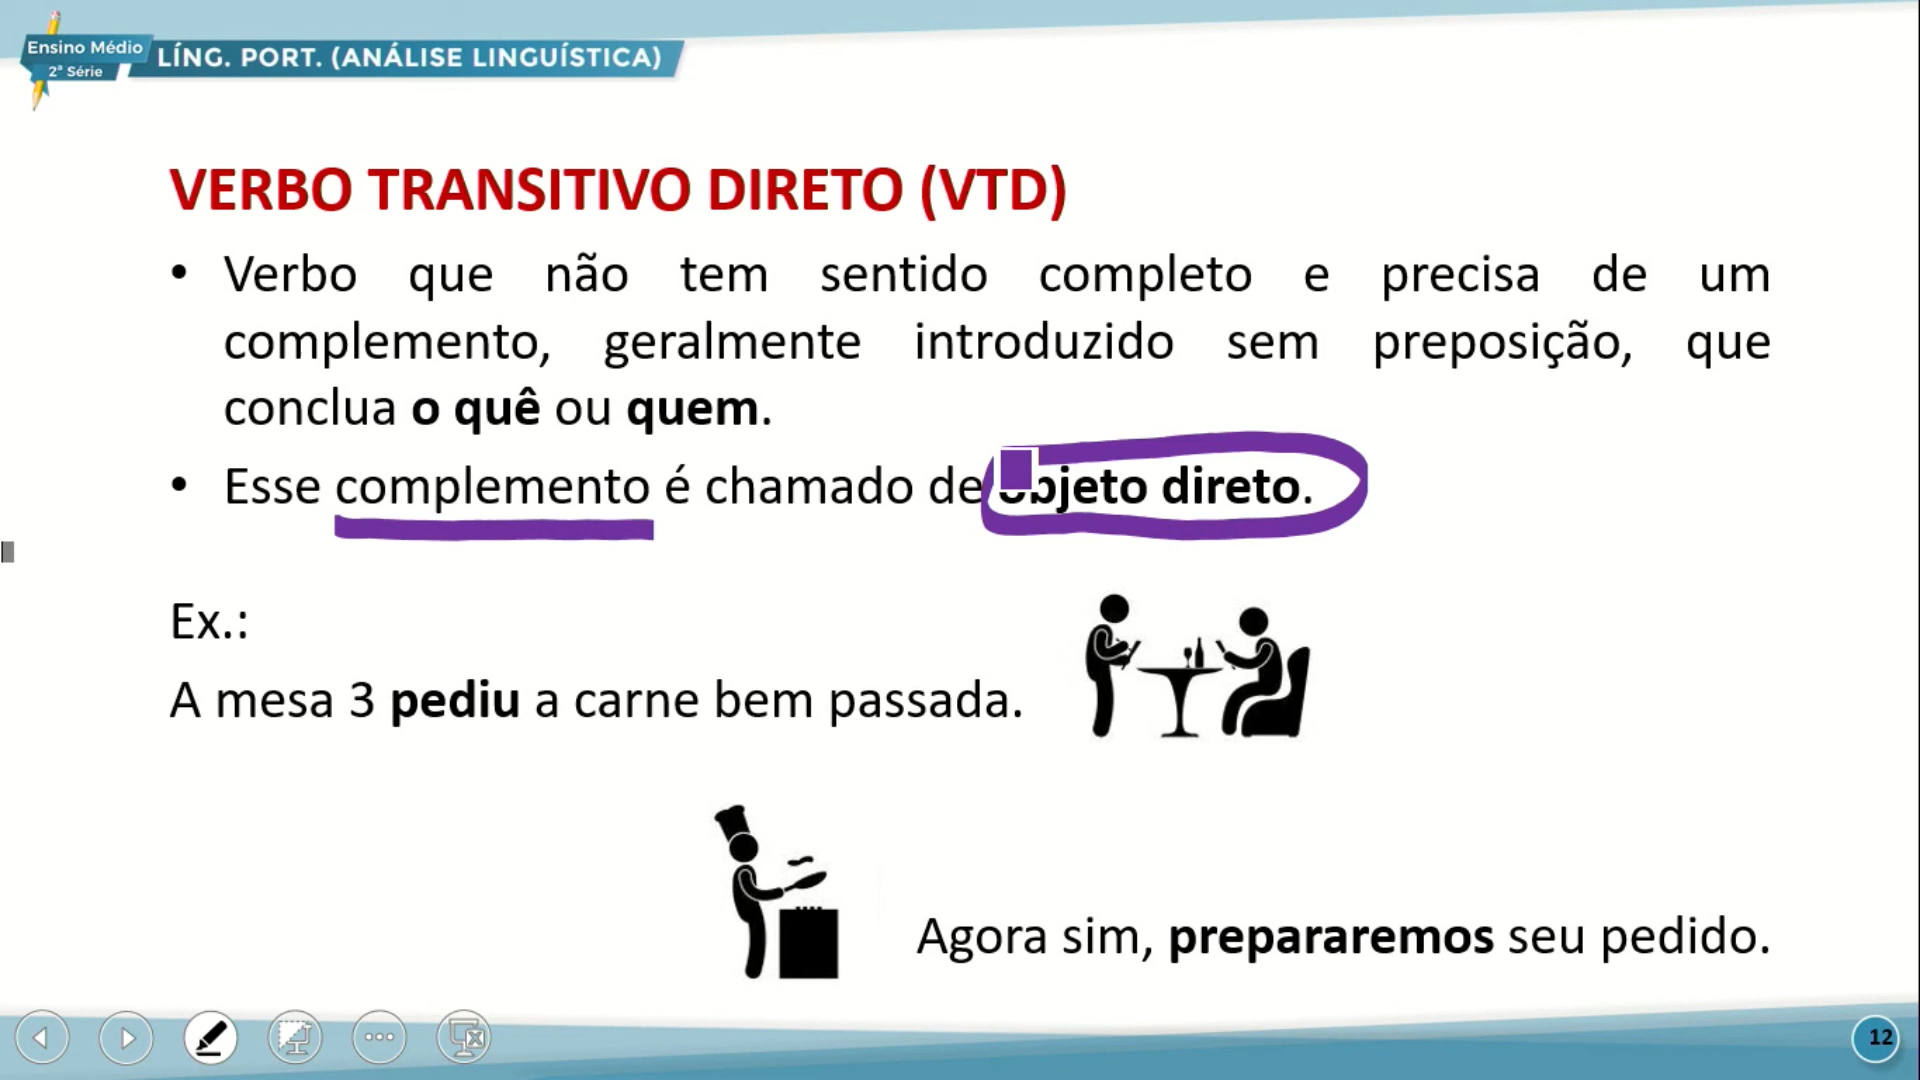 Ensino Médio
2ª Série
LÍNG. PORT. (ANÁLISE LINGUÍSTICA)
VERBO TRANSITIVO DIRETO (VTD)
• Verbo que não tem sentido completo e precisa de um
complemento, geralmente introduzido sem preposição, que
conclua o quê ou quem.
• Esse complemento é chamado de objeto direto.
Ex.:
A mesa 3 pediu a carne bem passada.
Agora sim, prepararemos seu pedido.
12